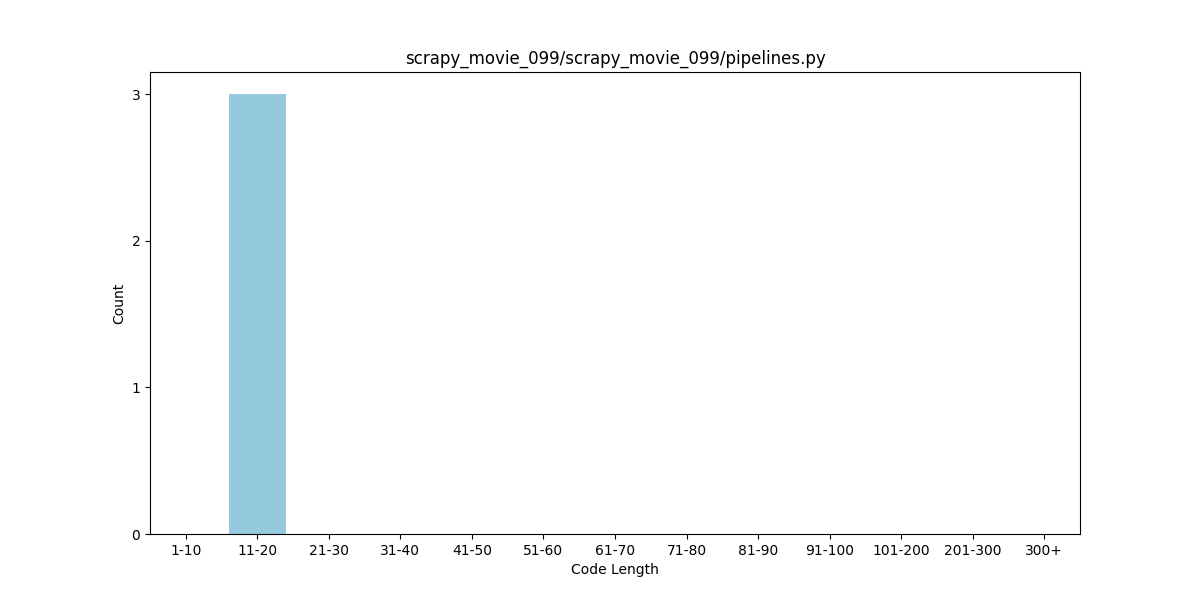 scrapy_movie_099/scrapy_movie_099/pipelines.py
3
2
1
0
Count
1-10 11-20 21-30 31-40 41-50 51-60 61-70 71-80 81-90 91-100 101-200 201-300 300+
Code Length